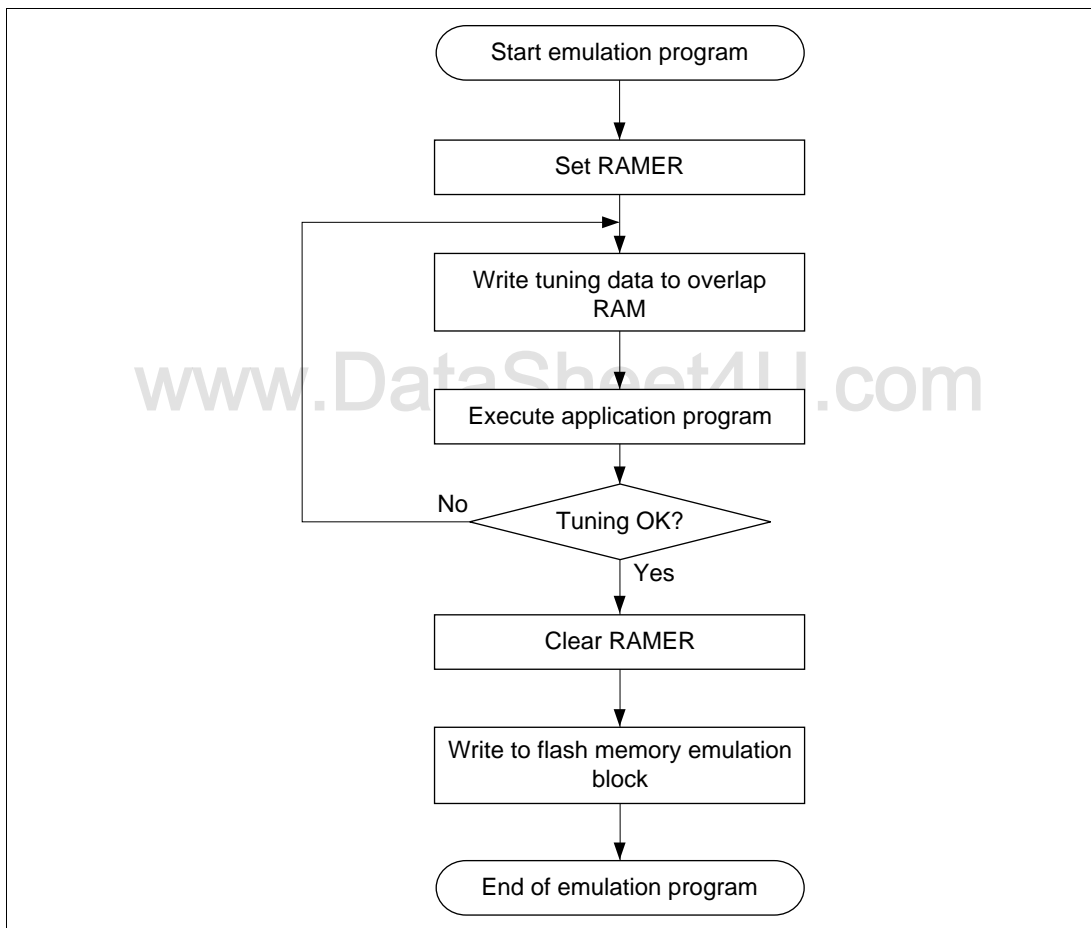 Start emulation program
Set RAMER
Write tuning data to overlap
RAM
www.DataSheet4U.com
Execute application program
No
Tuning OK?
Yes
Clear RAMER
Write to flash memory emulation
block
End of emulation program